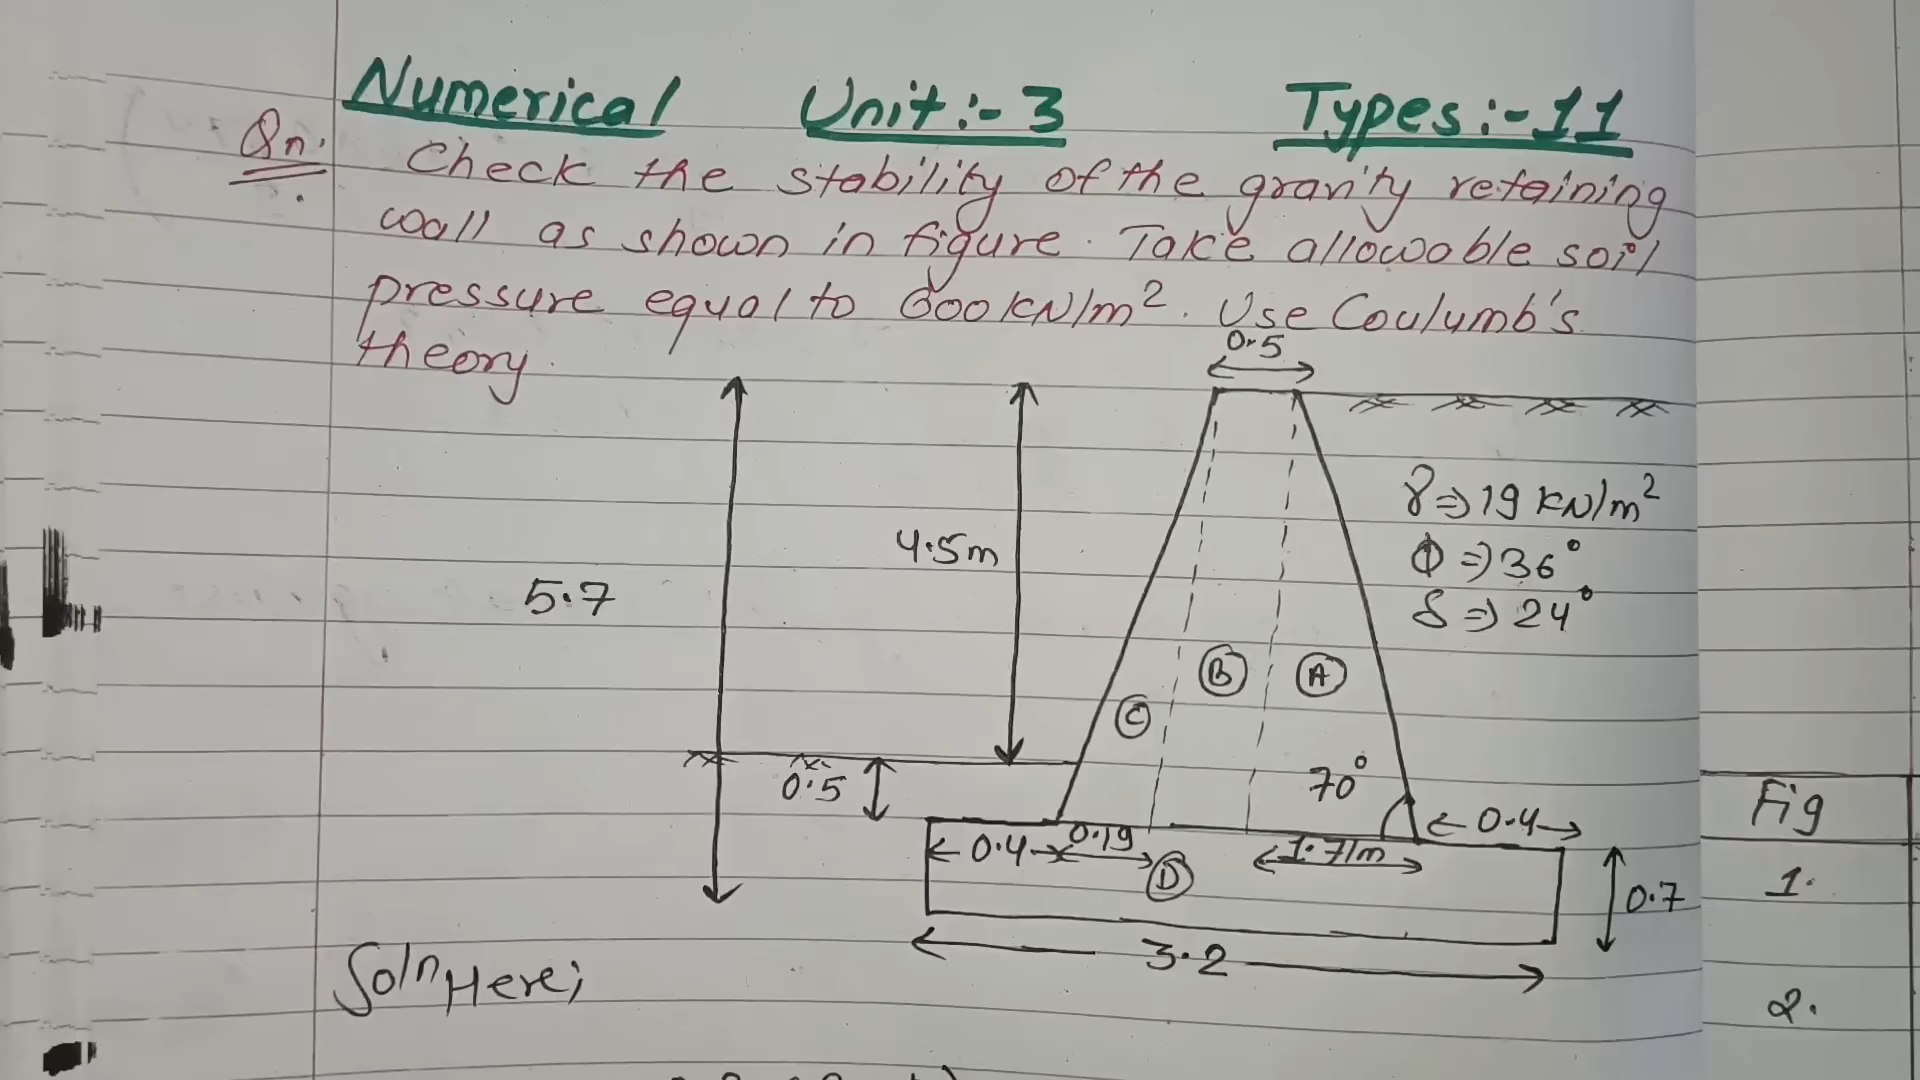 Numerical Unit:- 3 Types:-11
Qn. Check the stability of the gravity retaining
wall as shown in figure. Take allowable soil
pressure equal to 600 kN/m². Use Coulumb's
theory.
0.5
4.5m
5.7
γ⇒19 kN/m²
Φ⇒36°
δ⇒24°
B
A
C
70°
0.5
0.4
0.4
0.19
1.71m
D
0.7
3.2
Soln Here;
Fig
1.
2.